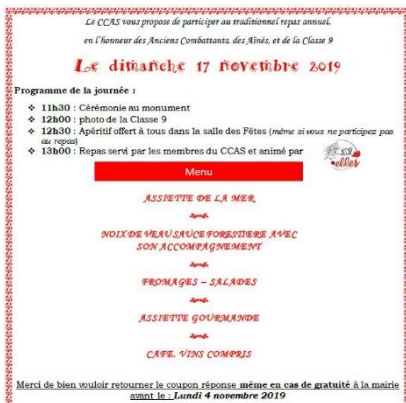 Le CCAS vous propose de participer au traditionnel repas annuel,
en l'honneur des Anciens Combattants, des Aînés, et de la Classe 9
Le dimanche 17 novembre 2019
Programme de la journée :
❖ 11h30 : Cérémonie au monument
❖ 12h00 : photo de la Classe 9
❖ 12h30 : Apéritif offert à tous dans la salle des Fêtes (même si vous ne participez pas
au repas)
❖ 13h00 : Repas servi par les membres du CCAS et animé par
elles
Menu
ASSIETTE DE LA MER
NOIX DE VEAU SAUCE FORESTIERE AVEC
SON ACCOMPAGNEMENT
FROMAGES – SALADES
ASSIETTE GOURMANDE
CAFE, VINS COMPRIS
Merci de bien vouloir retourner le coupon réponse même en cas de gratuité à la mairie
avant le : Lundi 4 novembre 2019